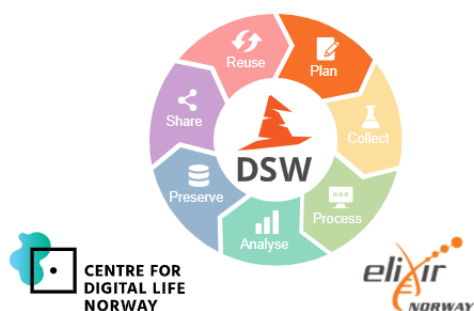 Reuse
Plan
Share
Collect
DSW
Preserve
Process
Analyse
CENTRE FOR
DIGITAL LIFE
NORWAY
elixir
NORWAY